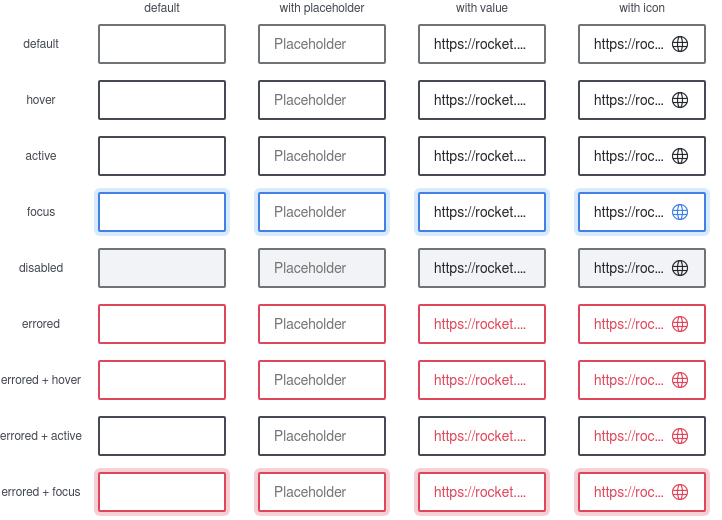 default with placeholder with value with icon
default Placeholder https://rocket.... https://roc...
hover Placeholder https://rocket.... https://roc...
active Placeholder https://rocket.... https://roc...
focus Placeholder https://rocket.... https://roc...
disabled Placeholder https://rocket.... https://roc...
errored Placeholder https://rocket.... https://roc...
errored + hover Placeholder https://rocket.... https://roc...
errored + active Placeholder https://rocket.... https://roc...
errored + focus Placeholder https://rocket.... https://roc...